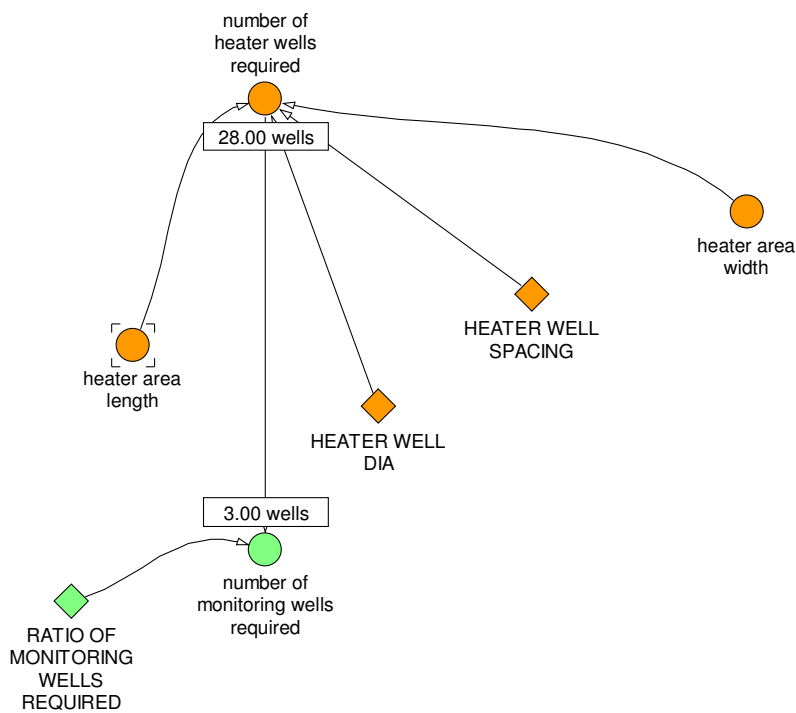 number of
heater wells
required
28.00 wells
heater area
width
HEATER WELL
SPACING
heater area
length
HEATER WELL
DIA
3.00 wells
number of
monitoring wells
required
RATIO OF
MONITORING
WELLS
REQUIRED